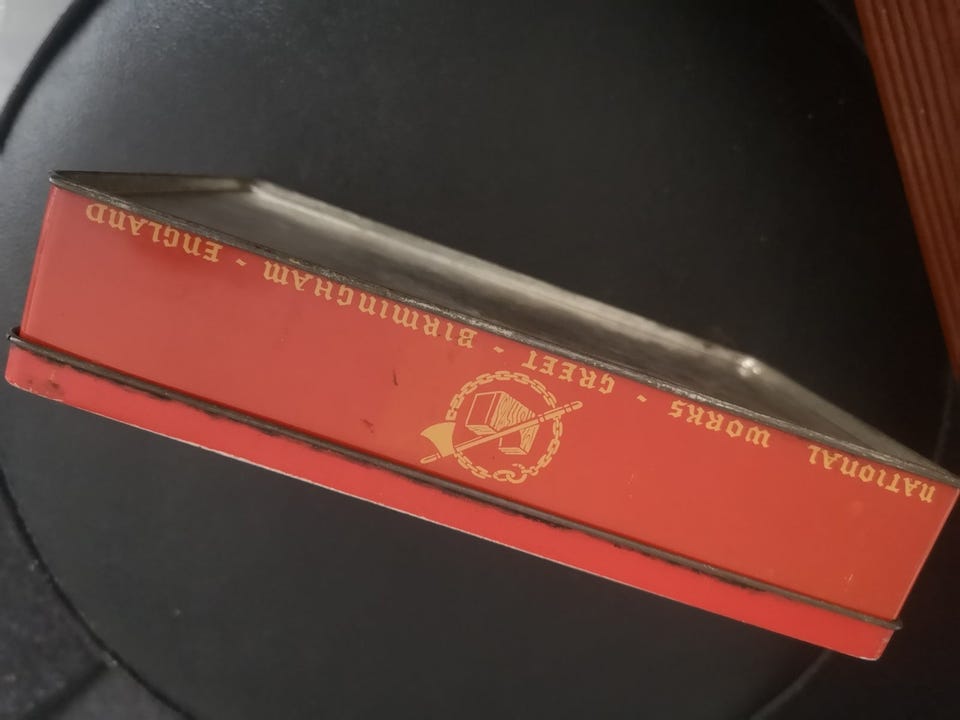 NATIONAL WORKS - GREET - BIRMINGHAM - ENGLAND